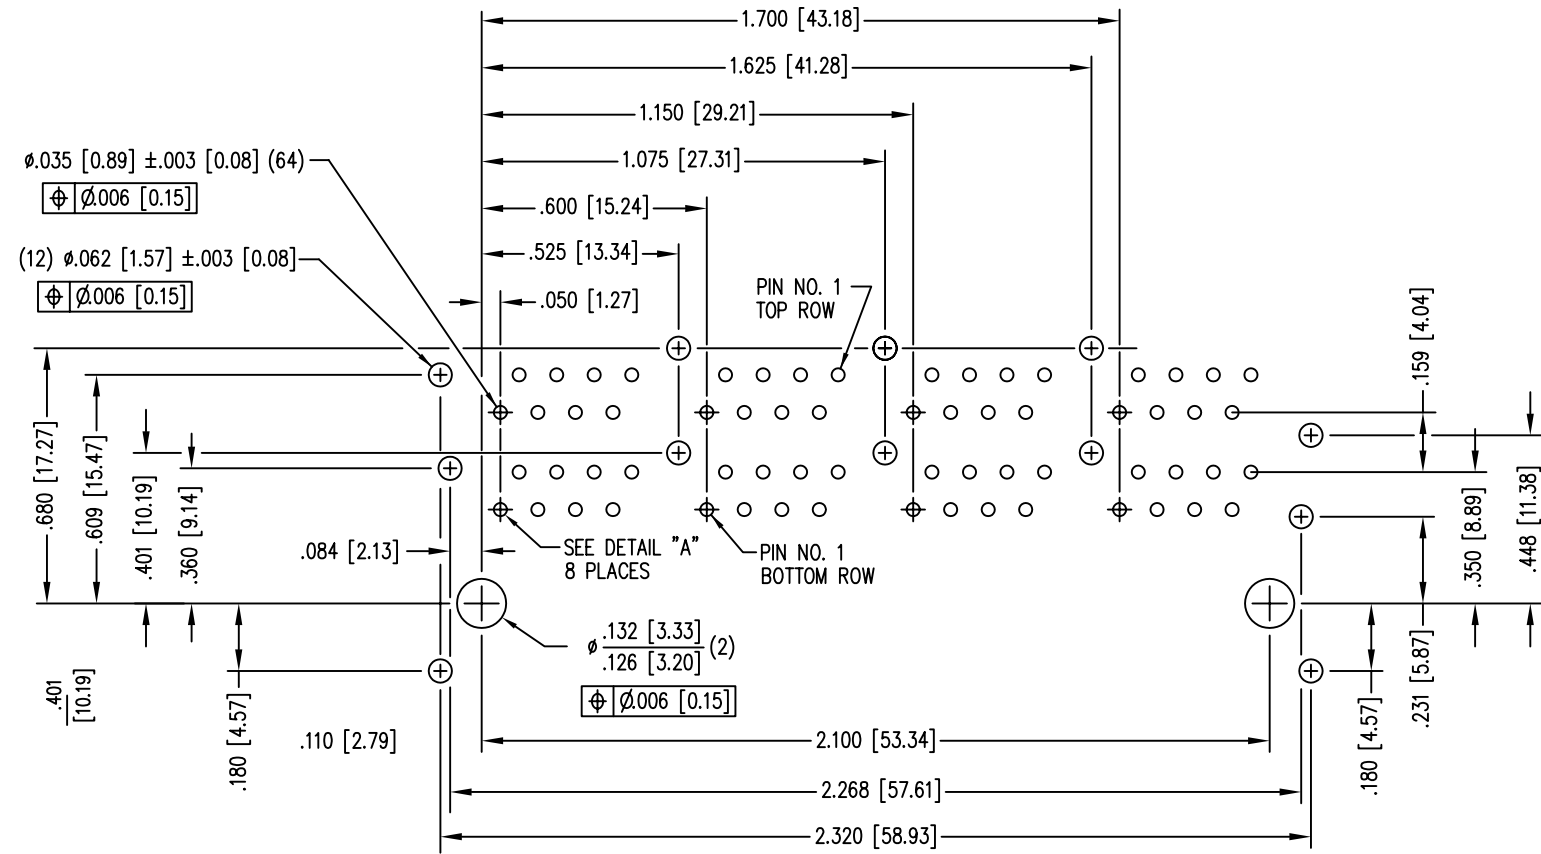 1.700 [43.18]
1.625 [41.28]
1.150 [29.21]
1.075 [27.31]
.600 [15.24]
.525 [13.34]
.050 [1.27]
ø.035 [0.89] ±.003 [0.08] (64)
⌖ Ø.006 [0.15]
(12) ø.062 [1.57] ±.003 [0.08]
⌖ Ø.006 [0.15]
PIN NO. 1
TOP ROW
.159 [4.04]
.680 [17.27]
.609 [15.47]
.401 [10.19]
.360 [9.14]
.084 [2.13]
SEE DETAIL "A"
8 PLACES
PIN NO. 1
BOTTOM ROW
.350 [8.89]
.448 [11.38]
ø .132 [3.33]
.126 [3.20] (2)
⌖ Ø.006 [0.15]
.401
[10.19]
.180 [4.57]
.110 [2.79]
.231 [5.87]
.180 [4.57]
2.100 [53.34]
2.268 [57.61]
2.320 [58.93]